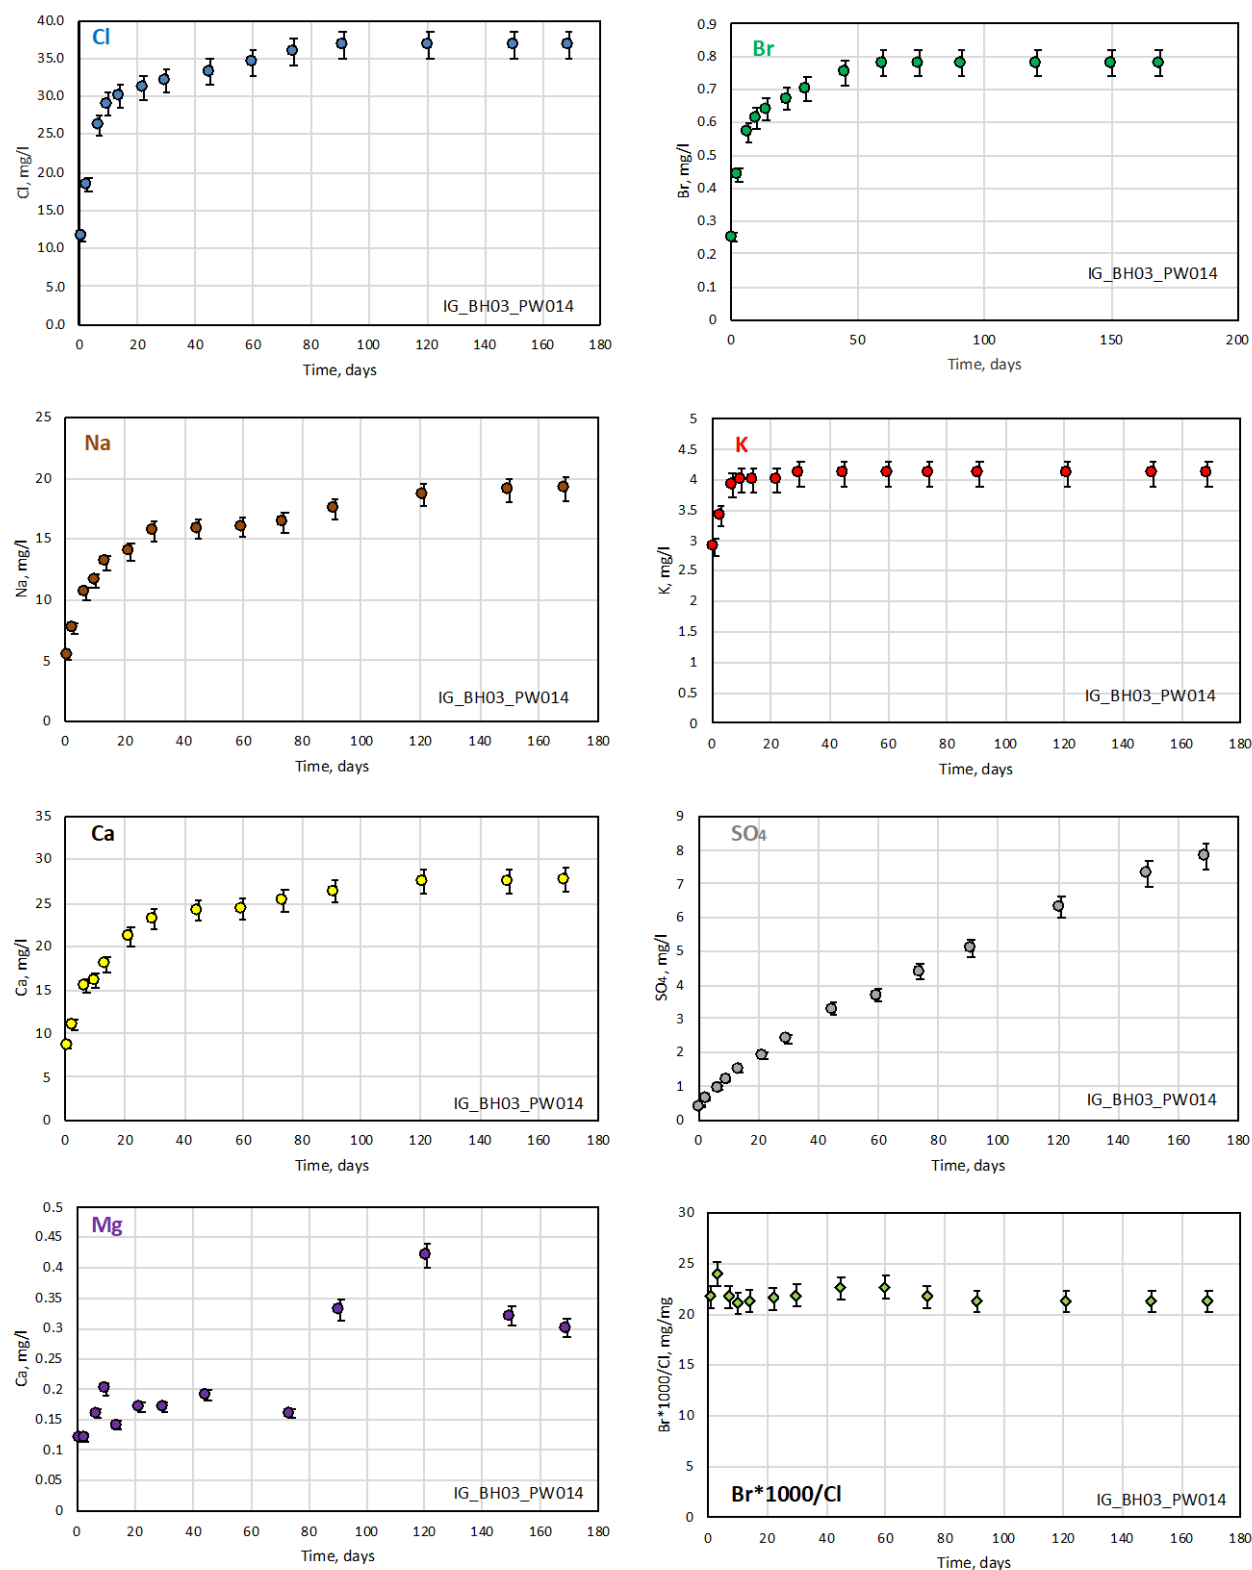 Cl
Cl, mg/l
40.0
35.0
30.0
25.0
20.0
15.0
10.0
5.0
0.0
IG_BH03_PW014
0 20 40 60 80 100 120 140 160 180
Time, days
Br
Br, mg/l
0.9
0.8
0.7
0.6
0.5
0.4
0.3
0.2
0.1
0
IG_BH03_PW014
0 50 100 150 200
Time, days
Na
Na, mg/l
25
20
15
10
5
0
IG_BH03_PW014
0 20 40 60 80 100 120 140 160 180
Time, days
K
K, mg/l
5
4.5
4
3.5
3
2.5
2
1.5
1
0.5
0
IG_BH03_PW014
0 20 40 60 80 100 120 140 160 180
Time, days
Ca
Ca, mg/l
35
30
25
20
15
10
5
0
IG_BH03_PW014
0 20 40 60 80 100 120 140 160 180
Time, days
SO4
SO4, mg/l
9
8
7
6
5
4
3
2
1
0
IG_BH03_PW014
0 20 40 60 80 100 120 140 160 180
Time, days
Mg
Ca, mg/l
0.5
0.45
0.4
0.35
0.3
0.25
0.2
0.15
0.1
0.05
0
IG_BH03_PW014
0 20 40 60 80 100 120 140 160 180
Time, days
Br*1000/Cl, mg/mg
30
25
20
15
10
5
0
Br*1000/Cl
IG_BH03_PW014
0 20 40 60 80 100 120 140 160 180
Time, days